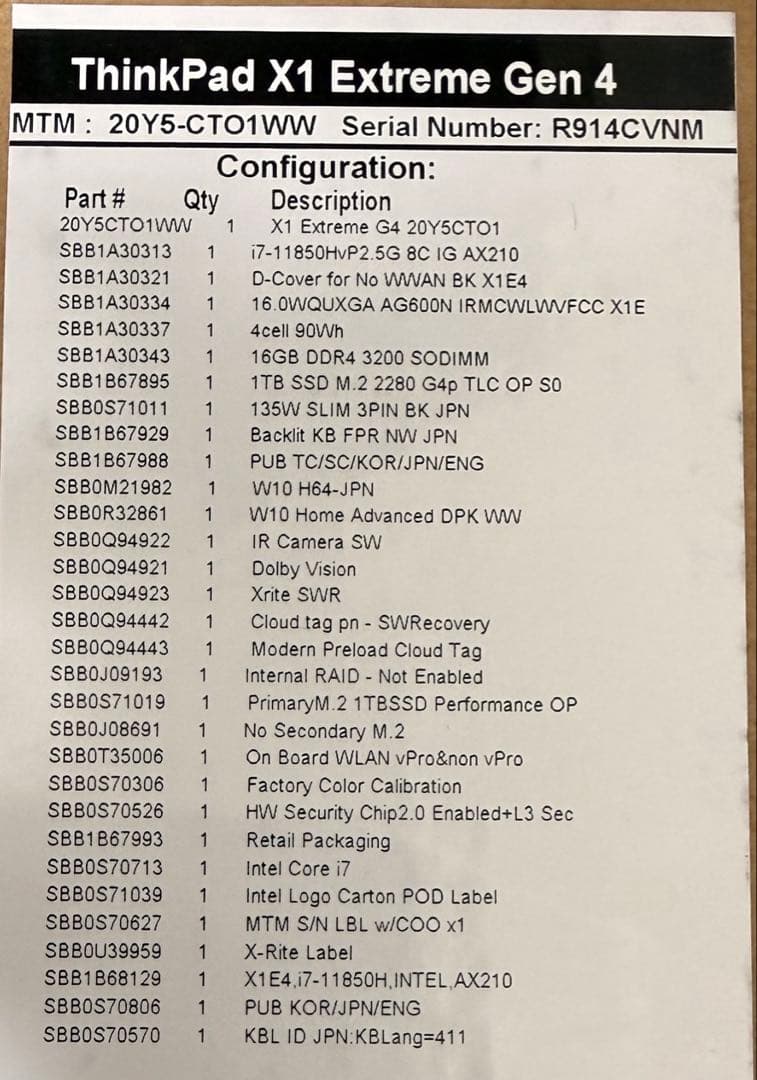 ThinkPad X1 Extreme Gen 4
MTM : 20Y5-CTO1WW Serial Number: R914CVNM
Configuration:
Part # Qty Description
20Y5CTO1WW 1 X1 Extreme G4 20Y5CTO1
SBB1A30313 1 i7-11850HvP2.5G 8C IG AX210
SBB1A30321 1 D-Cover for No WWAN BK X1E4
SBB1A30334 1 16.0WQUXGA AG600N IRMCWLWVFCC X1E
SBB1A30337 1 4cell 90Wh
SBB1A30343 1 16GB DDR4 3200 SODIMM
SBB1B67895 1 1TB SSD M.2 2280 G4p TLC OP S0
SBB0S71011 1 135W SLIM 3PIN BK JPN
SBB1B67929 1 Backlit KB FPR NW JPN
SBB1B67988 1 PUB TC/SC/KOR/JPN/ENG
SBB0M21982 1 W10 H64-JPN
SBB0R32861 1 W10 Home Advanced DPK WW
SBB0Q94922 1 IR Camera SW
SBB0Q94921 1 Dolby Vision
SBB0Q94923 1 Xrite SWR
SBB0Q94442 1 Cloud tag pn - SWRecovery
SBB0Q94443 1 Modern Preload Cloud Tag
SBB0J09193 1 Internal RAID - Not Enabled
SBB0S71019 1 PrimaryM.2 1TBSSD Performance OP
SBB0J08691 1 No Secondary M.2
SBB0T35006 1 On Board WLAN vPro&non vPro
SBB0S70306 1 Factory Color Calibration
SBB0S70526 1 HW Security Chip2.0 Enabled+L3 Sec
SBB1B67993 1 Retail Packaging
SBB0S70713 1 Intel Core i7
SBB0S71039 1 Intel Logo Carton POD Label
SBB0S70627 1 MTM S/N LBL w/COO x1
SBB0U39959 1 X-Rite Label
SBB1B68129 1 X1E4,i7-11850H,INTEL,AX210
SBB0S70806 1 PUB KOR/JPN/ENG
SBB0S70570 1 KBL ID JPN:KBLang=411